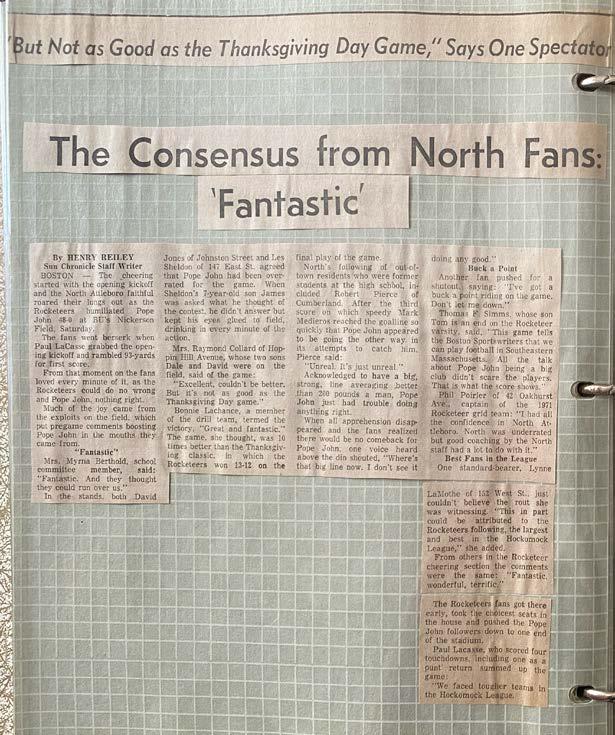 "But Not as Good as the Thanksgiving Day Game," Says One Spectator
The Consensus from North Fans:
'Fantastic'
By HENRY REILEY
Sun Chronicle Staff Writer
BOSTON — The cheering
started with the opening kickoff
and the North Attleboro faithful
roared their lungs out as the
Rocketeers humiliated Pope
John 48-0 at BU's Nickerson
Field, Saturday.
The fans went berserk when
Paul LaCasse grabbed the open-
ing kickoff and rambled 93-yards
for first score.
From that moment on the fans
loved every minute of it, as the
Rocketeers could do no wrong
and Pope John, nothing right.
Much of the joy came from
the exploits on the field, which
put pregame comments boosting
Pope John in the mouths they
came from.
"Fantastic"
Mrs. Myrna Berthold, school
committee member, said:
"Fantastic. And they thought
they could run over us."
In the stands, both David
Jones of Johnston Street and Les
Sheldon of 147 East St. agreed
that Pope John had been over-
rated for the game. When
Sheldon's 7-year-old son James
was asked what he thought of
the contest, he didn't answer but
kept his eyes glued to field,
drinking in every minute of the
action.
Mrs. Raymond Collard of Hop-
pin Hill Avenue, whose two sons
Dale and David were on the
field, said of the game:
"Excellent, couldn't be better.
But it's not as good as the
Thanksgiving Day game."
Bonnie Lachance, a member
of the drill team, termed the
victory, "Great and fantastic."
The game, she thought, was 10
times better than the Thanksgiv-
ing classic in which the
Rocketeers won 13-12 on the
final play of the game.
North's following of out-of-
town residents who were former
students at the high school, in-
cluded Robert Pierce of
Cumberland. After the third
score on which speedy Mark
Medieros reached the goalline so
quickly that Pope John appeared
to be going the other way in
its attempts to catch him,
Pierce said:
"Unreal. It's just unreal."
Acknowledged to have a big,
strong, line averaging better
than 200 pounds a man, Pope
John just had trouble doing
anything right.
When all apprehension disap-
peared and the fans realized
there would be no comeback for
Pope John, one voice heard
above the din shouted, "Where's
that big line now. I don't see it
doing any good."
Buck a Point
Another fan pushed for a
shutout, saying: "I've got a
buck a point riding on the game.
Don't let me down."
Thomas F. Simms, whose son
Tom is an end on the Rocketeer
varsity, said, "This game tells
the Boston Sportswriters that we
can play football in Southeastern
Massachusetts. All the talk
about Pope John being a big
club didn't scare the players.
That is what the score shows."
Phil Poirier of 42 Oakhurst
Ave., captain of the 1971
Rocketeer grid team: "I had all
the confidence in North At-
tleboro. North was underrated
but good coaching by the North
staff had a lot to do with it."
Best Fans in the League
One standard-bearer, Lynne
LaMothe of 152 West St., just
couldn't believe the rout she
was witnessing. "This in part
could be attributed to the
Rocketeers following, the largest
and best in the Hockomock
League," she added.
From others in the Rocketeer
cheering section the comments
were the same: "Fantastic,
wonderful, terrific."
The Rocketeers fans got there
early, took the choicest seats in
the house and pushed the Pope
John followers down to one end
of the stadium.
Paul Lacasse, who scored four
touchdowns, including one as a
punt return summed up the
game:
"We faced tougher teams in
the Hockomock League.